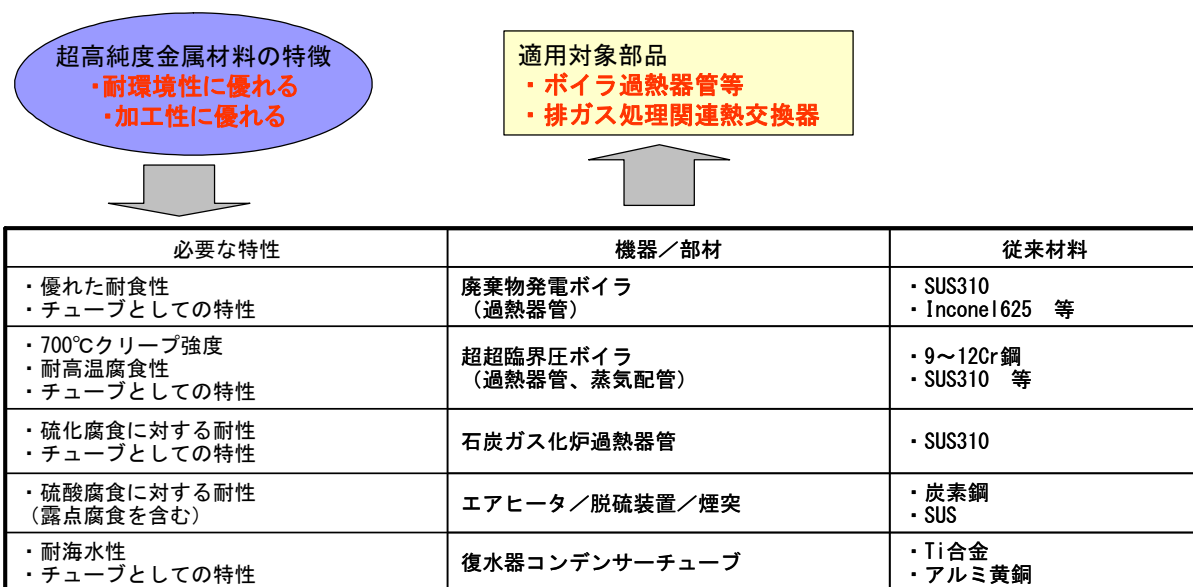 超高純度金属材料の特徴
・耐環境性に優れる
・加工性に優れる
適用対象部品
・ボイラ過熱器管等
・排ガス処理関連熱交換器
必要な特性
機器／部材
従来材料
・優れた耐食性
・チューブとしての特性
廃棄物発電ボイラ
（過熱器管）
・SUS310
・Inconel625　等
・700℃クリープ強度
・耐高温腐食性
・チューブとしての特性
超超臨界圧ボイラ
（過熱器管、蒸気配管）
・9～12Cr鋼
・SUS310　等
・硫化腐食に対する耐性
・チューブとしての特性
石炭ガス化炉過熱器管
・SUS310
・硫酸腐食に対する耐性
（露点腐食を含む）
エアヒータ／脱硫装置／煙突
・炭素鋼
・SUS
・耐海水性
・チューブとしての特性
復水器コンデンサーチューブ
・Ti合金
・アルミ黄銅